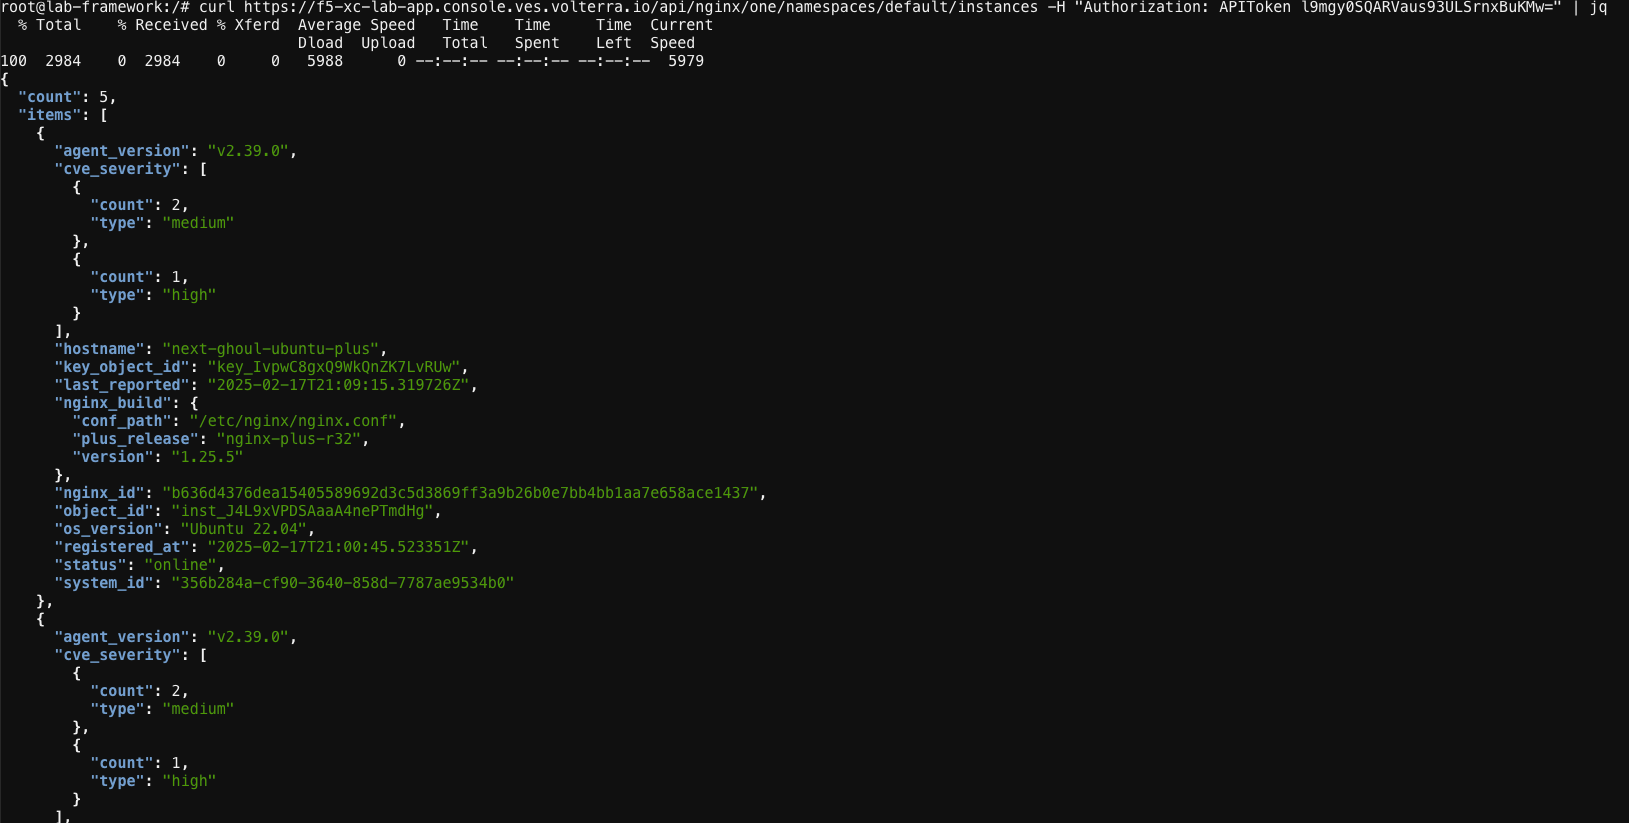 root@lab-framework:/# curl https://f5-xc-lab-app.console.ves.volterra.io/api/nginx/one/namespaces/default/instances -H "Authorization: APIToken l9mgy0SQARVaus93ULSrnxBuKMw=" | jq
  % Total    % Received % Xferd  Average Speed   Time    Time     Time  Current
                                 Dload  Upload   Total   Spent    Left  Speed
100  2984    0  2984    0     0   5988      0 --:--:-- --:--:-- --:--:--  5979
{
  "count": 5,
  "items": [
    {
      "agent_version": "v2.39.0",
      "cve_severity": [
        {
          "count": 2,
          "type": "medium"
        },
        {
          "count": 1,
          "type": "high"
        }
      ],
      "hostname": "next-ghoul-ubuntu-plus",
      "key_object_id": "key_IvpwC8gxQ9WkQnZK7LvRUw",
      "last_reported": "2025-02-17T21:09:15.319726Z",
      "nginx_build": {
        "conf_path": "/etc/nginx/nginx.conf",
        "plus_release": "nginx-plus-r32",
        "version": "1.25.5"
      },
      "nginx_id": "b636d4376dea15405589692d3c5d3869ff3a9b26b0e7bb4bb1aa7e658ace1437",
      "object_id": "inst_J4L9xVPDSAaaA4nePTmdHg",
      "os_version": "Ubuntu 22.04",
      "registered_at": "2025-02-17T21:00:45.523351Z",
      "status": "online",
      "system_id": "356b284a-cf90-3640-858d-7787ae9534b0"
    },
    {
      "agent_version": "v2.39.0",
      "cve_severity": [
        {
          "count": 2,
          "type": "medium"
        },
        {
          "count": 1,
          "type": "high"
        }
      ],